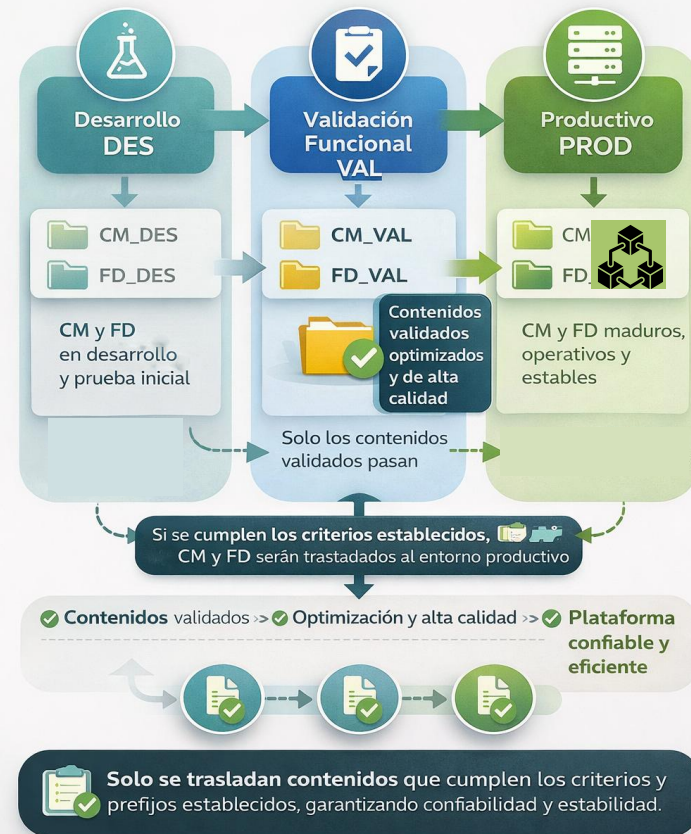 Desarrollo
DES
Validación
Funcional
VAL
Productivo
PROD
CM_DES
FD_DES
CM_VAL
FD_VAL
CM
FD_
CM y FD
en desarrollo
y prueba inicial
Contenidos
validados
optimizados
y de alta
calidad
CM y FD maduros,
operativos y
estables
Solo los contenidos
validados pasan
Si se cumplen los criterios establecidos,
CM y FD serán trastadados al entorno productivo
Contenidos validados >> Optimización y alta calidad >> Plataforma
confiable y
eficiente
Solo se trasladan contenidos que cumplen los criterios y
prefijos establecidos, garantizando confiabilidad y estabilidad.